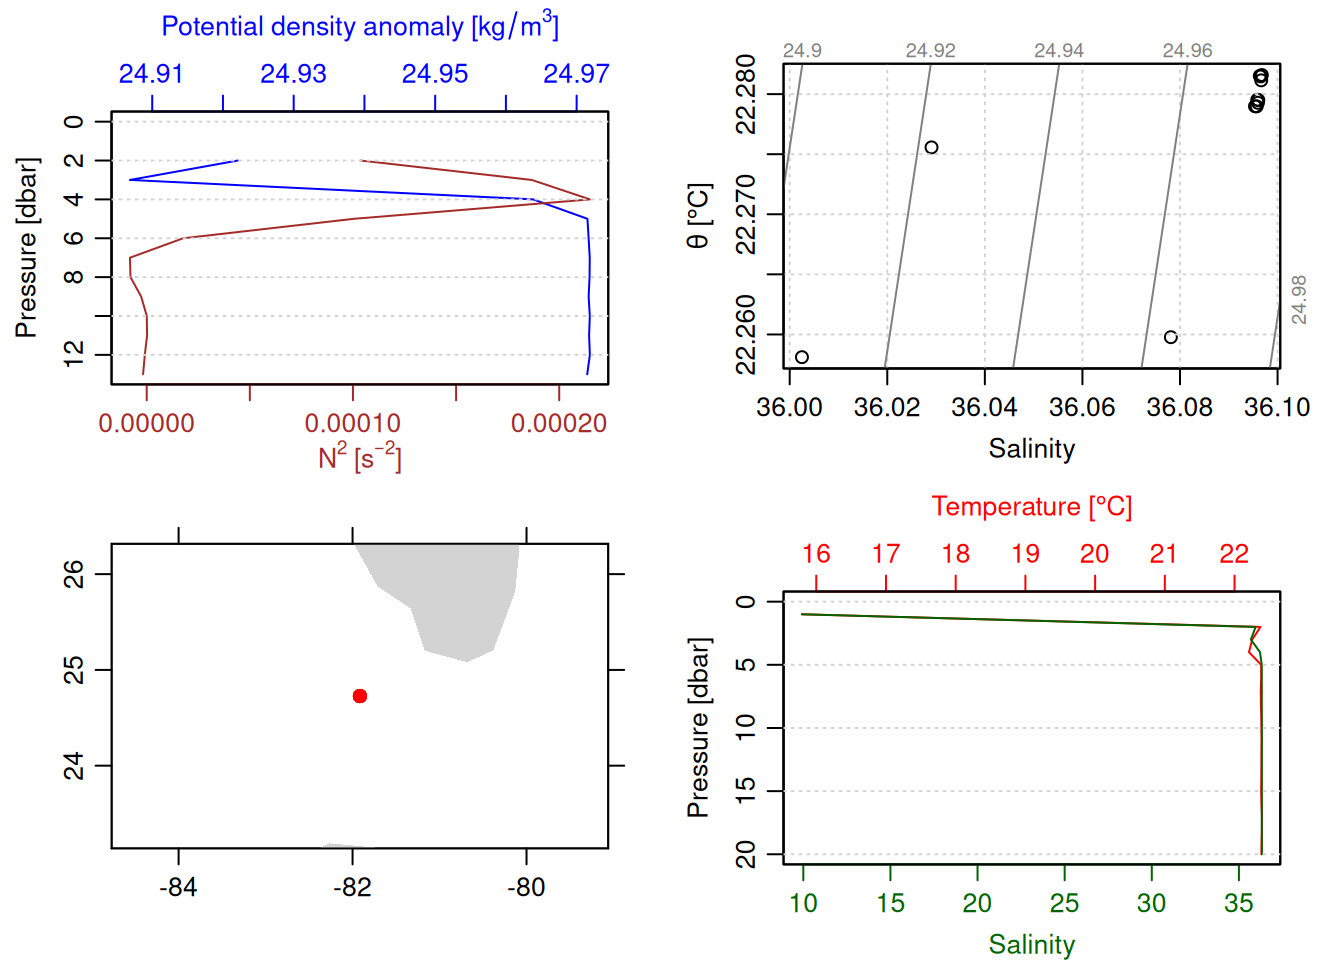 Potential density anomaly [kg/m³]
24.91 24.93 24.95 24.97
Pressure [dbar]
0
2
4
6
8
12
0.00000 0.00010 0.00020
N² [s⁻²]
24.9 24.92 24.94 24.96
24.98
θ [°C]
22.280
22.270
22.260
36.00 36.02 36.04 36.06 36.08 36.10
Salinity
26
25
24
-84 -82 -80
Temperature [°C]
16 17 18 19 20 21 22
Pressure [dbar]
0
5
10
15
20
10 15 20 25 30 35
Salinity